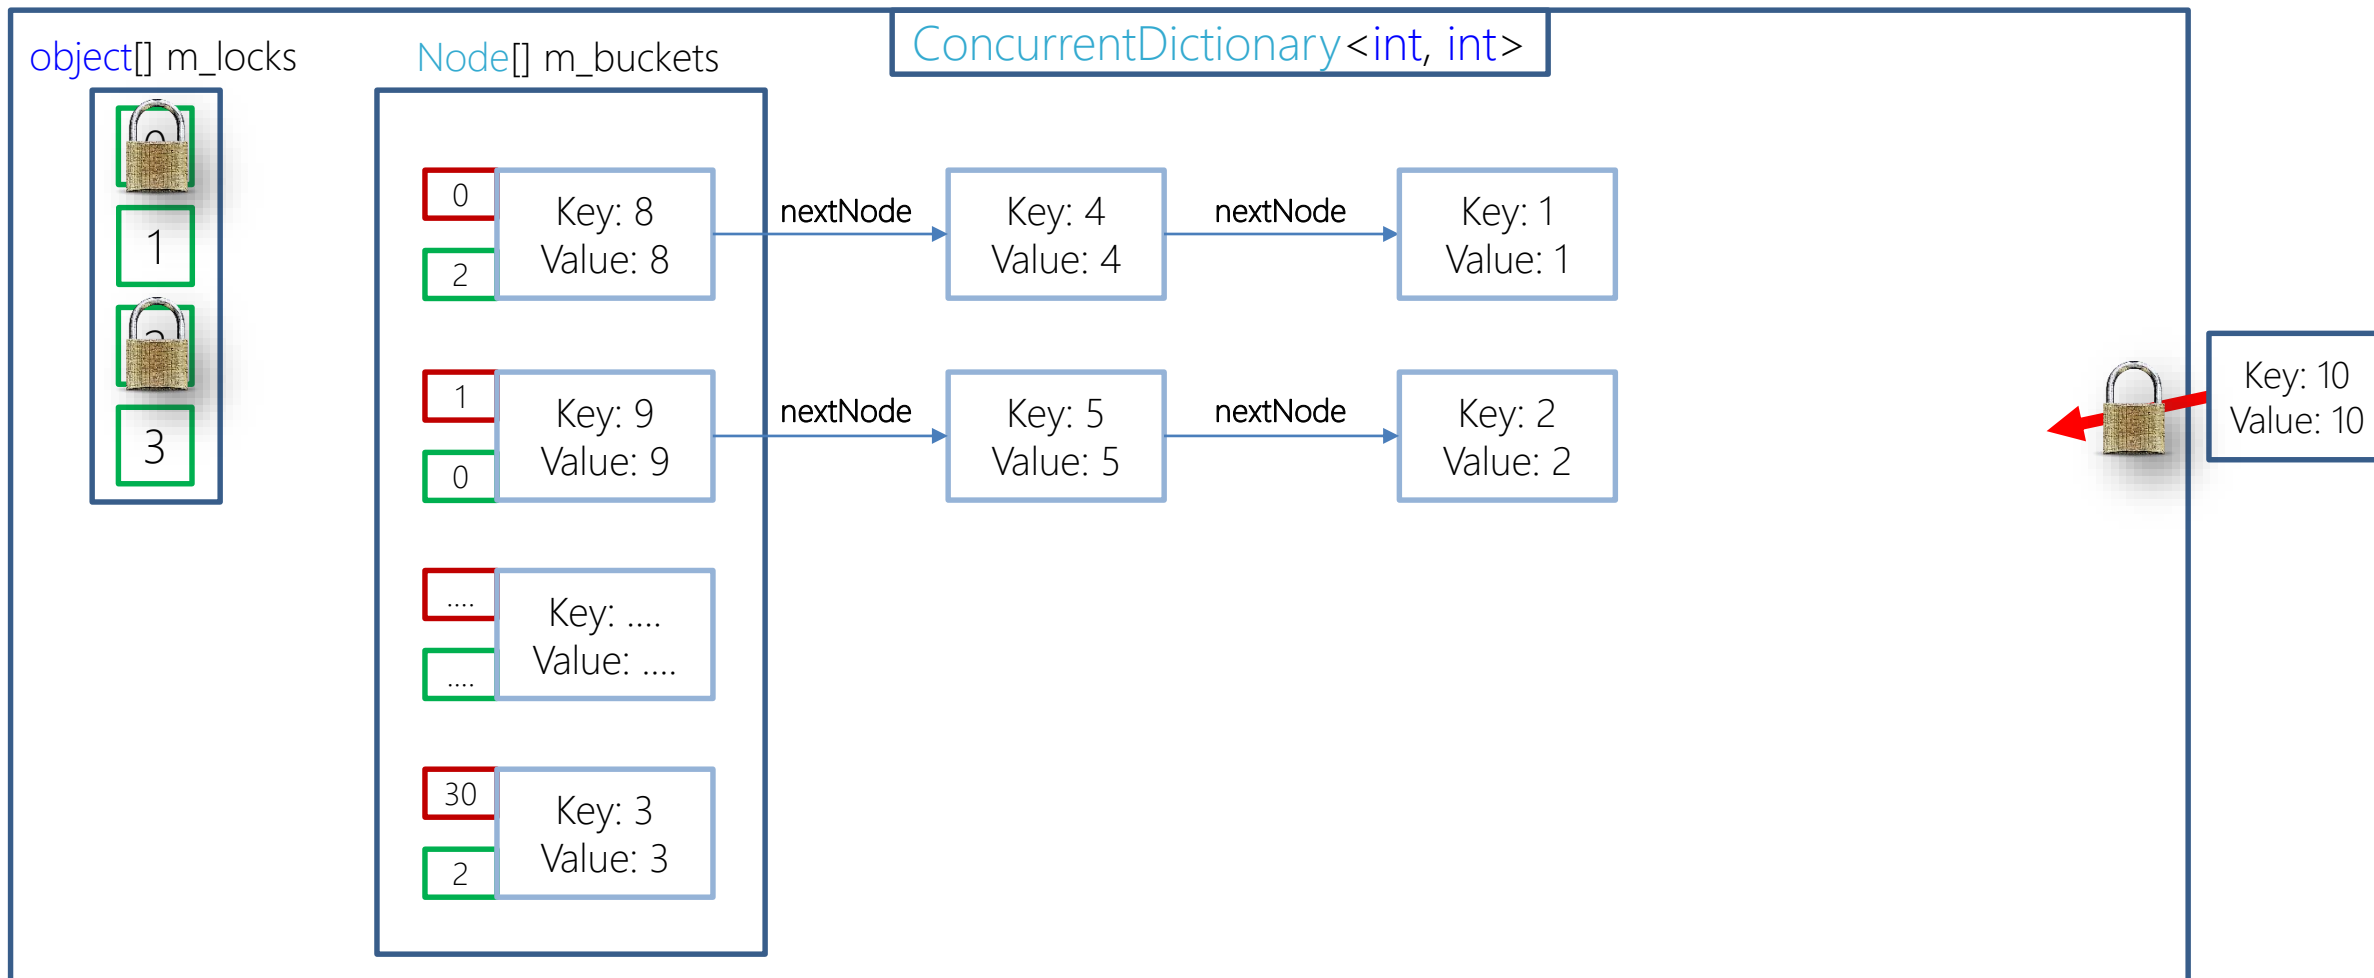 ConcurrentDictionary<int, int>
object[] m_locks
1
3
Node[] m_buckets
0
2
Key: 8
Value: 8
nextNode
Key: 4
Value: 4
nextNode
Key: 1
Value: 1
1
0
Key: 9
Value: 9
nextNode
Key: 5
Value: 5
nextNode
Key: 2
Value: 2
....
....
Key: ....
Value: ....
30
2
Key: 3
Value: 3
Key: 10
Value: 10